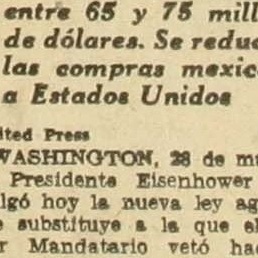 entre 65 y 75 mill
de dólares. Se reduc
las compras mexic
a Estados Unidos
ited Press
WASHINGTON, 28 de m
Presidente Eisenhower
lgó hoy la nueva ley ag
e substituye a la que el
r Mandatario vetó hac